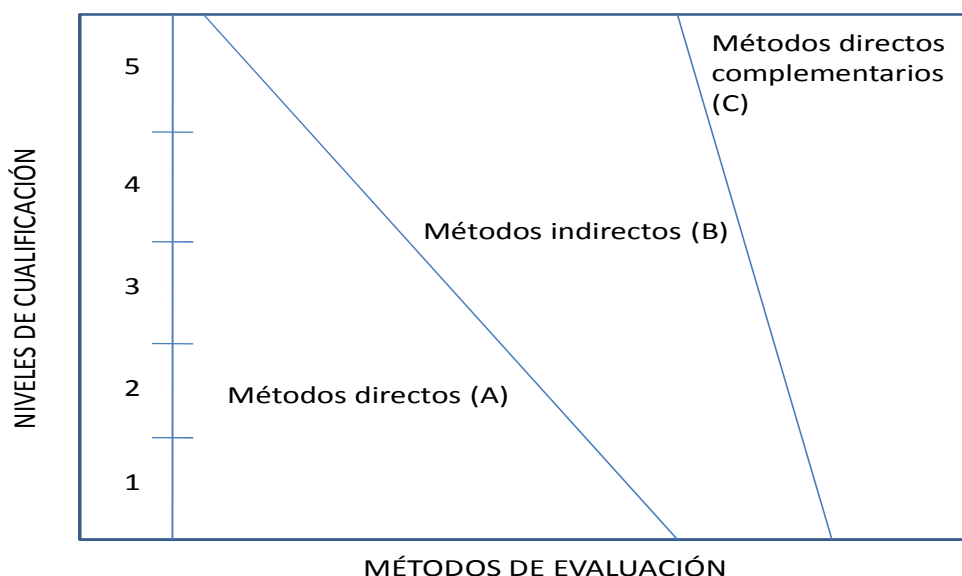 Métodos directos
complementarios
(C)
5
4
Métodos indirectos (B)
3
2
Métodos directos (A)
1
NIVELES DE CUALIFICACIÓN
MÉTODOS DE EVALUACIÓN